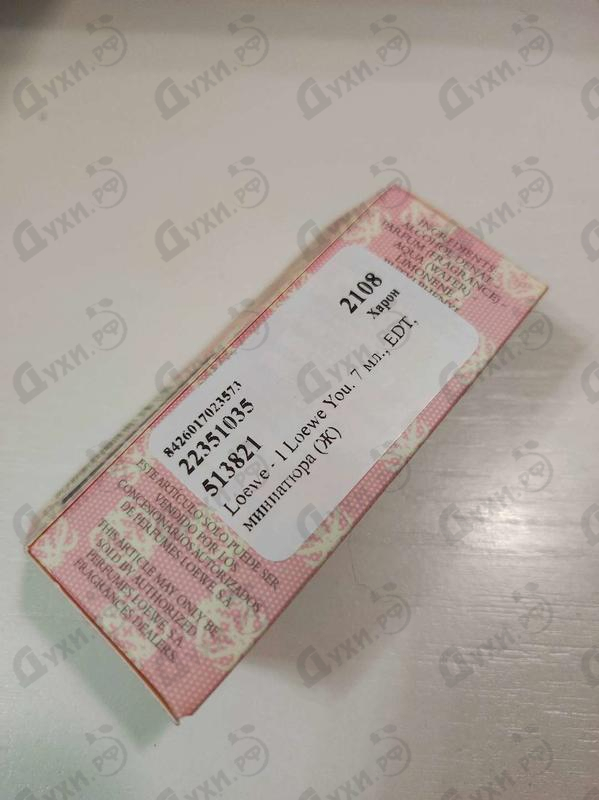 INGREDIENTS:
ALCOHOL DENAT.
PARFUM (FRAGRANCE)
AQUA (WATER)
LIMONENE
2108
Харон
8426017023573
22351035
513821
Loewe - I Loewe You. 7 мл., EDT,
миниатюра (Ж)
ESTE ARTICULO SOLO PUEDE SER
VENDIDO POR LOS
CONCESIONARIOS AUTORIZADOS
DE PERFUMES LOEWE S.A.
THIS ARTICLE MAY ONLY BE
SOLD BY AUTHORIZED
PERFUMES LOEWE S.A.
FRAGRANCES DEALERS.
Духи.РФ